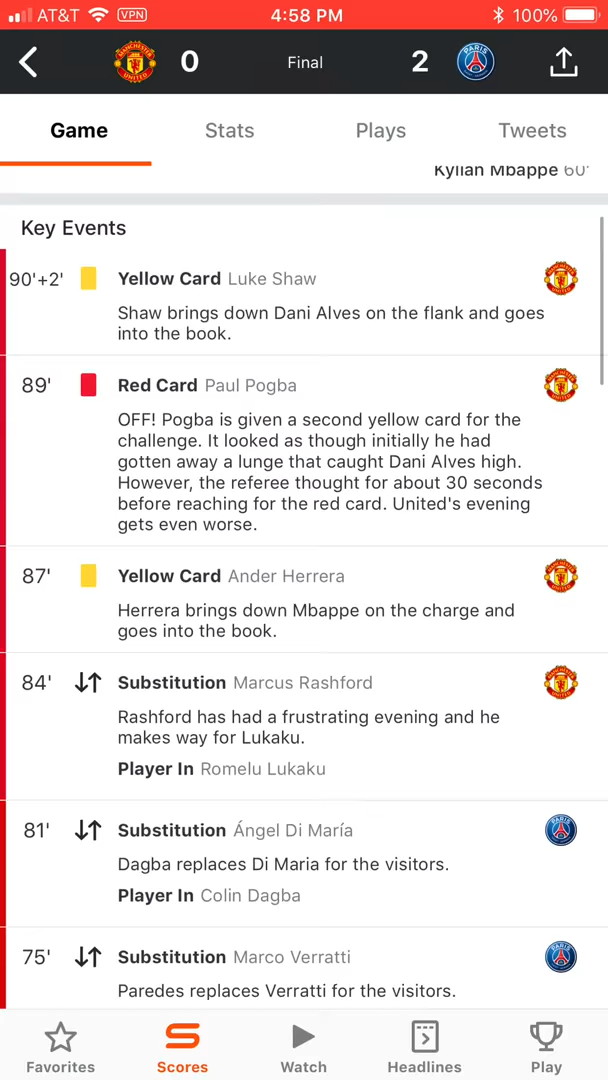 AT&T VPN 4:58 PM 100%
0 Final 2
Game Stats Plays Tweets
Kylian Mbappe 60'
Key Events
90'+2' Yellow Card Luke Shaw
Shaw brings down Dani Alves on the flank and goes
into the book.
89' Red Card Paul Pogba
OFF! Pogba is given a second yellow card for the
challenge. It looked as though initially he had
gotten away a lunge that caught Dani Alves high.
However, the referee thought for about 30 seconds
before reaching for the red card. United's evening
gets even worse.
87' Yellow Card Ander Herrera
Herrera brings down Mbappe on the charge and
goes into the book.
84' Substitution Marcus Rashford
Rashford has had a frustrating evening and he
makes way for Lukaku.
Player In Romelu Lukaku
81' Substitution Ángel Di María
Dagba replaces Di Maria for the visitors.
Player In Colin Dagba
75' Substitution Marco Verratti
Paredes replaces Verratti for the visitors.
Favorites Scores Watch Headlines Play